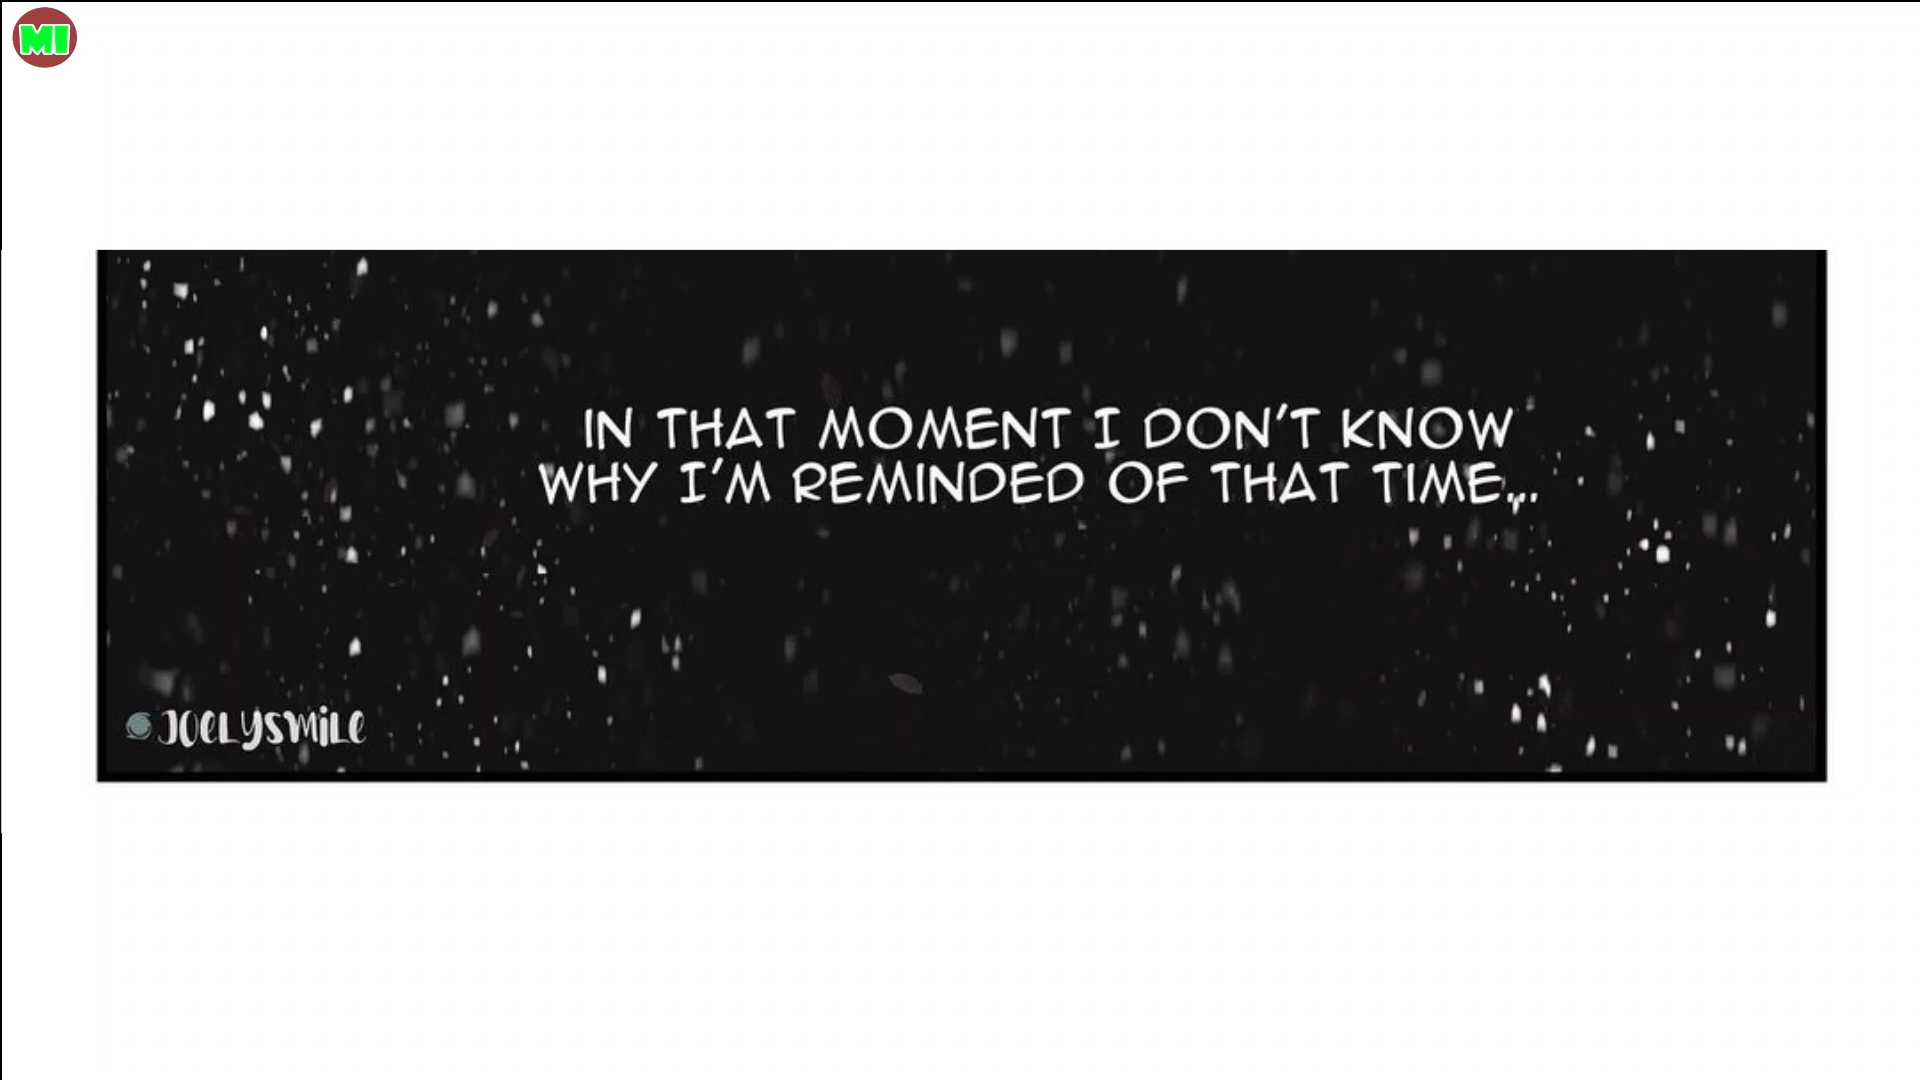 MI
IN THAT MOMENT I DON'T KNOW
WHY I'M REMINDED OF THAT TIME...
JOELYSMILE